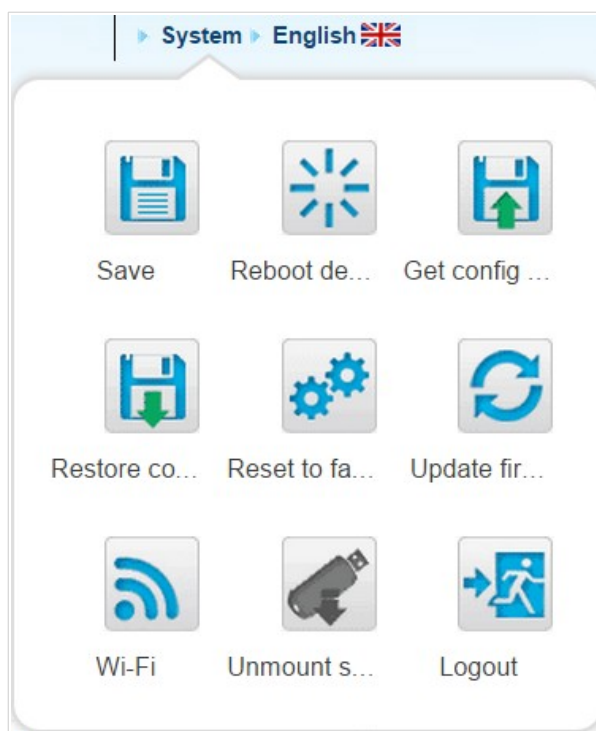 System English
Save Reboot de... Get config ...
Restore co... Reset to fa... Update fir...
Wi-Fi Unmount s... Logout